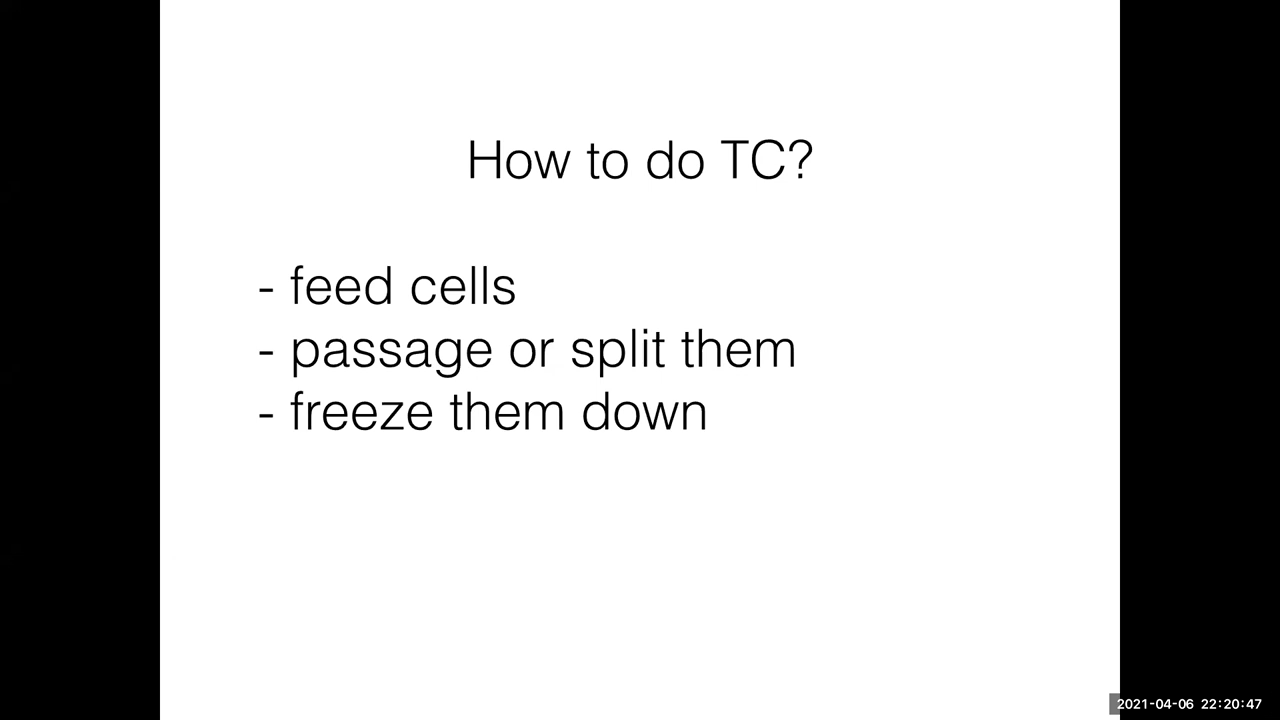 How to do TC?
- feed cells
- passage or split them
- freeze them down
2021-04-06 22:20:47